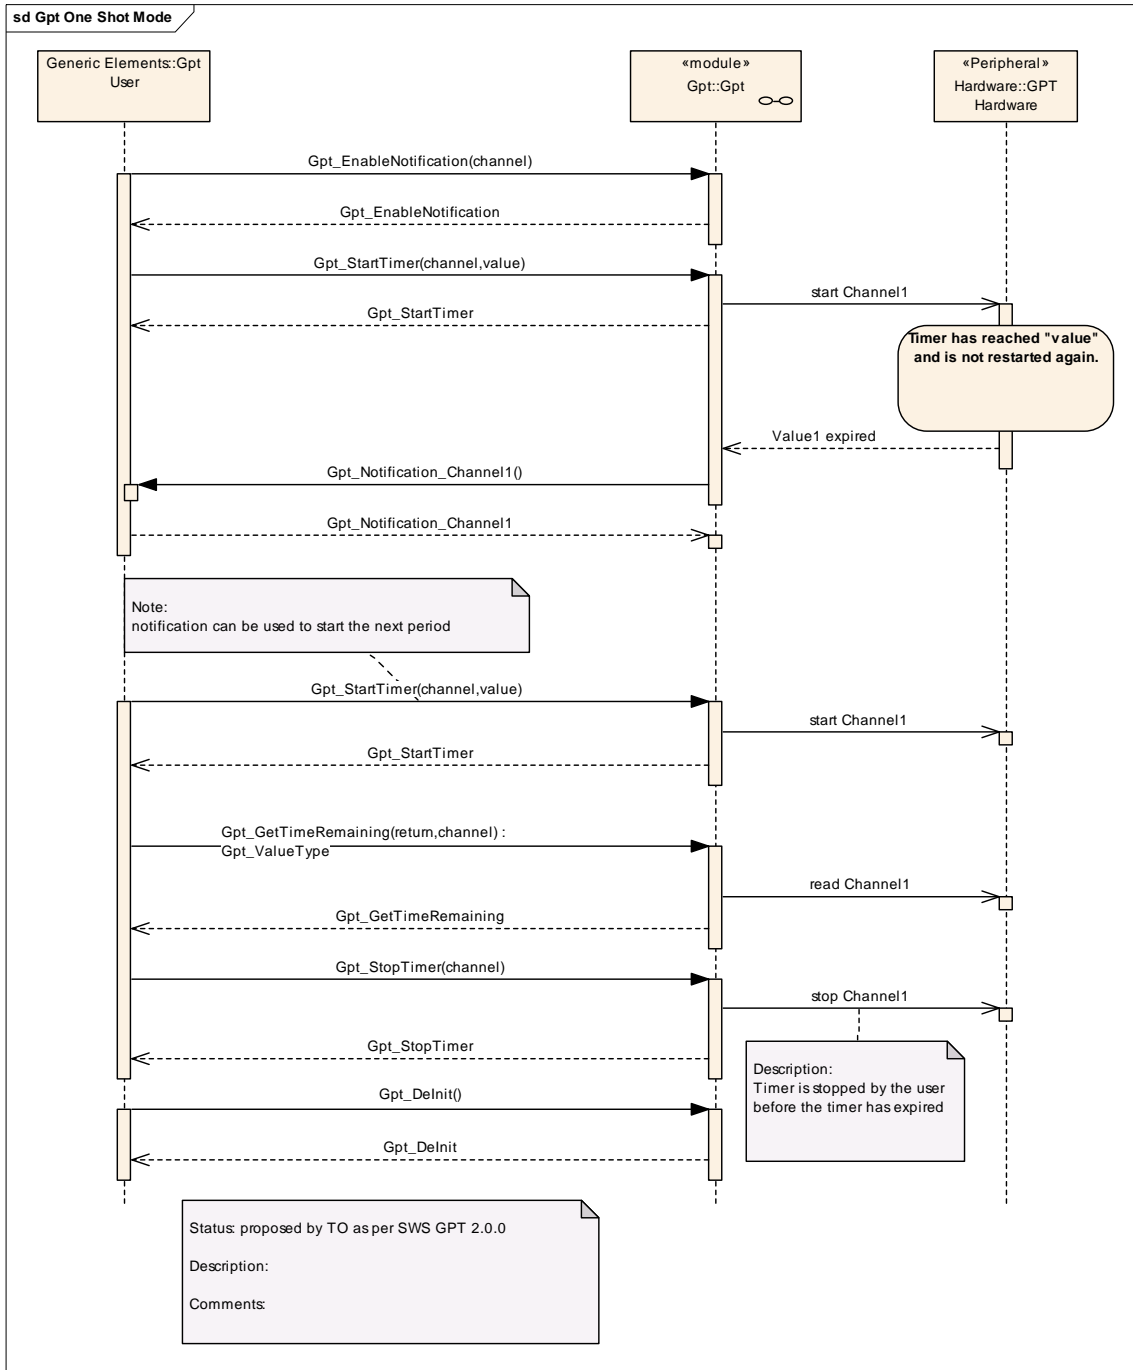 sd Gpt One Shot Mode
Generic Elements::Gpt
User
«module»
Gpt::Gpt
«Peripheral»
Hardware::GPT
Hardware
Gpt_EnableNotification(channel)
Gpt_EnableNotification
Gpt_StartTimer(channel,value)
start Channel1
Gpt_StartTimer
Timer has reached "value"
and is not restarted again.
Value1 expired
Gpt_Notification_Channel1()
Gpt_Notification_Channel1
Note:
notification can be used to start the next period
Gpt_StartTimer(channel,value)
start Channel1
Gpt_StartTimer
Gpt_GetTimeRemaining(return,channel) :
Gpt_ValueType
read Channel1
Gpt_GetTimeRemaining
Gpt_StopTimer(channel)
stop Channel1
Gpt_StopTimer
Description:
Timer is stopped by the user
before the timer has expired
Gpt_DeInit()
Gpt_DeInit
Status: proposed by TO as per SWS GPT 2.0.0
Description:
Comments: